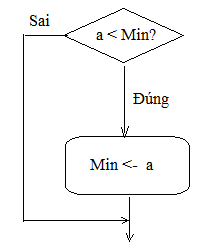 Sai
a < Min?
Đúng
Min <- a